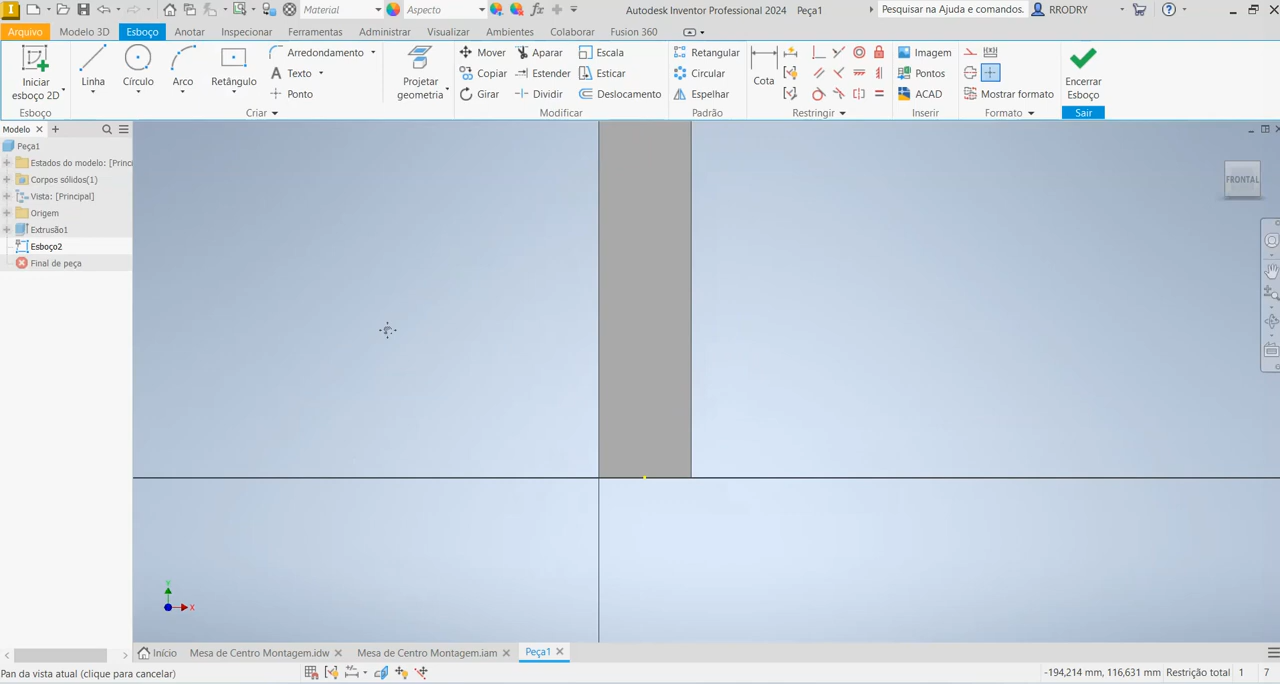 Material
Aspecto
Autodesk Inventor Professional 2024 Peça1
Pesquisar na Ajuda e comandos.
RRODRY
Arquivo
Modelo 3D
Esboço
Anotar
Inspecionar
Ferramentas
Administrar
Visualizar
Ambientes
Colaborar
Fusion 360
Iniciar
esboço 2D
Linha
Círculo
Arco
Retângulo
Arredondamento
Texto
Ponto
Projetar
geometria
Mover
Copiar
Girar
Aparar
Estender
Dividir
Escala
Esticar
Deslocamento
Retangular
Circular
Espelhar
Cota
Imagem
Pontos
ACAD
Mostrar formato
Encerrar
Esboço
Esboço
Criar
Modificar
Padrão
Restringir
Inserir
Formato
Sair
Modelo
Peça1
Estados do modelo: [Princi
Corpos sólidos(1)
Vista: [Principal]
Origem
Extrusão1
Esboço2
Final de peça
FRONTAL
Y
X
Início
Mesa de Centro Montagem.idw
Mesa de Centro Montagem.iam
Peça1
Pan da vista atual (clique para cancelar)
-194,214 mm, 116,631 mm Restrição total 1 7